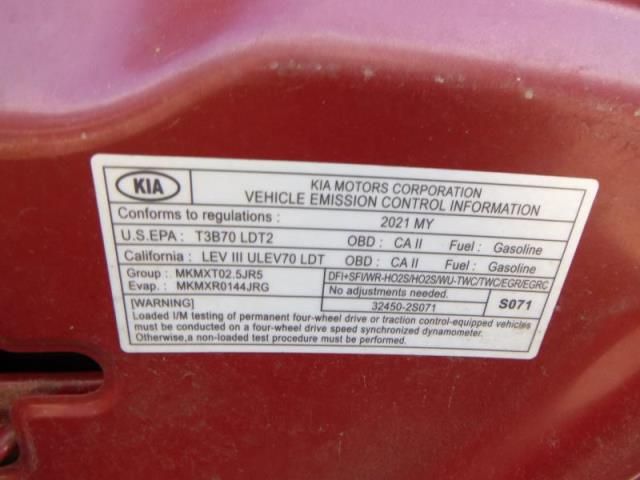 KIA
KIA MOTORS CORPORATION
VEHICLE EMISSION CONTROL INFORMATION
Conforms to regulations : 2021 MY
U.S.EPA : T3B70 LDT2 OBD : CA II Fuel : Gasoline
California : LEV III ULEV70 LDT OBD : CA II Fuel : Gasoline
Group : MKMXT02.5JR5
Evap. : MKMXR0144JRG
DFI+SFI/WR-HO2S/HO2S/WU-TWC/TWC/EGR/EGRC
No adjustments needed.
32450-2S071
S071
[WARNING]
Loaded I/M testing of permanent four-wheel drive or traction control-equipped vehicles
must be conducted on a four-wheel drive speed synchronized dynamometer.
Otherwise, a non-loaded test procedure must be performed.